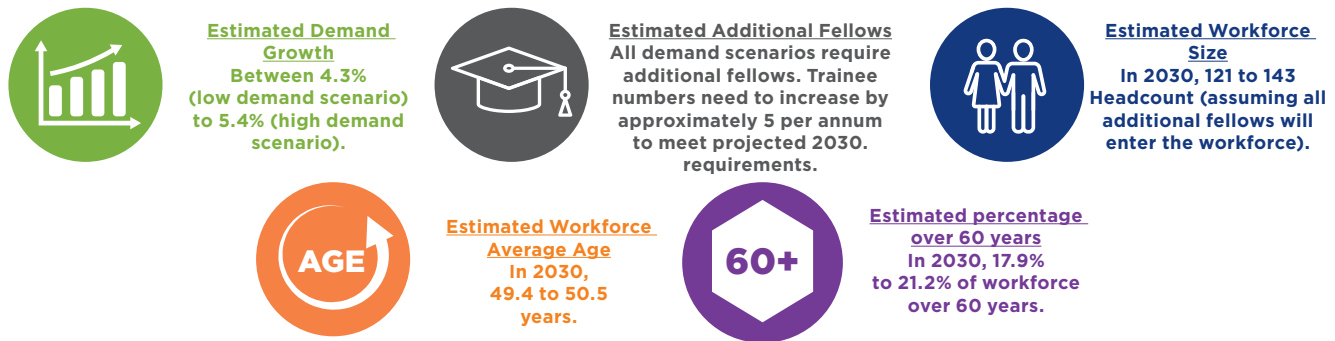 Estimated Demand
Growth
Between 4.3%
(low demand scenario)
to 5.4% (high demand
scenario).
Estimated Additional Fellows
All demand scenarios require
additional fellows. Trainee
numbers need to increase by
approximately 5 per annum
to meet projected 2030.
requirements.
Estimated Workforce
Size
In 2030, 121 to 143
Headcount (assuming all
additional fellows will
enter the workforce).
AGE
Estimated Workforce
Average Age
In 2030,
49.4 to 50.5
years.
60+
Estimated percentage
over 60 years
In 2030, 17.9%
to 21.2% of workforce
over 60 years.